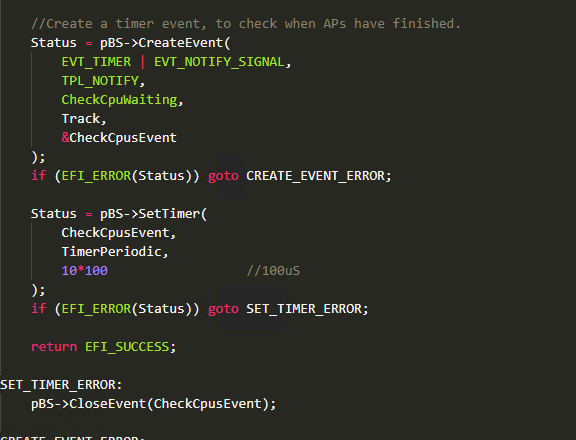 //Create a timer event, to check when APs have finished.
Status = pBS->CreateEvent(
EVT_TIMER | EVT_NOTIFY_SIGNAL,
TPL_NOTIFY,
CheckCpuWaiting,
Track,
&CheckCpusEvent
);
if (EFI_ERROR(Status)) goto CREATE_EVENT_ERROR;
Status = pBS->SetTimer(
CheckCpusEvent,
TimerPeriodic,
10*100 //100uS
);
if (EFI_ERROR(Status)) goto SET_TIMER_ERROR;
return EFI_SUCCESS;
SET_TIMER_ERROR:
pBS->CloseEvent(CheckCpusEvent);
CREATE_EVENT_ERROR: